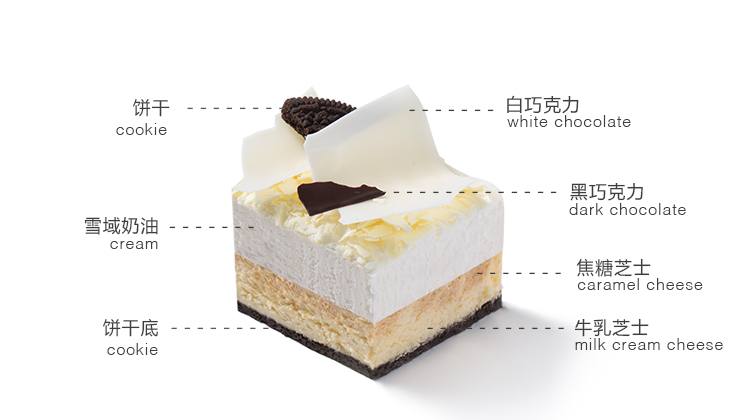 饼干
cookie
白巧克力
white chocolate
黑巧克力
dark chocolate
雪域奶油
cream
焦糖芝士
caramel cheese
饼干底
cookie
牛乳芝士
milk cream cheese